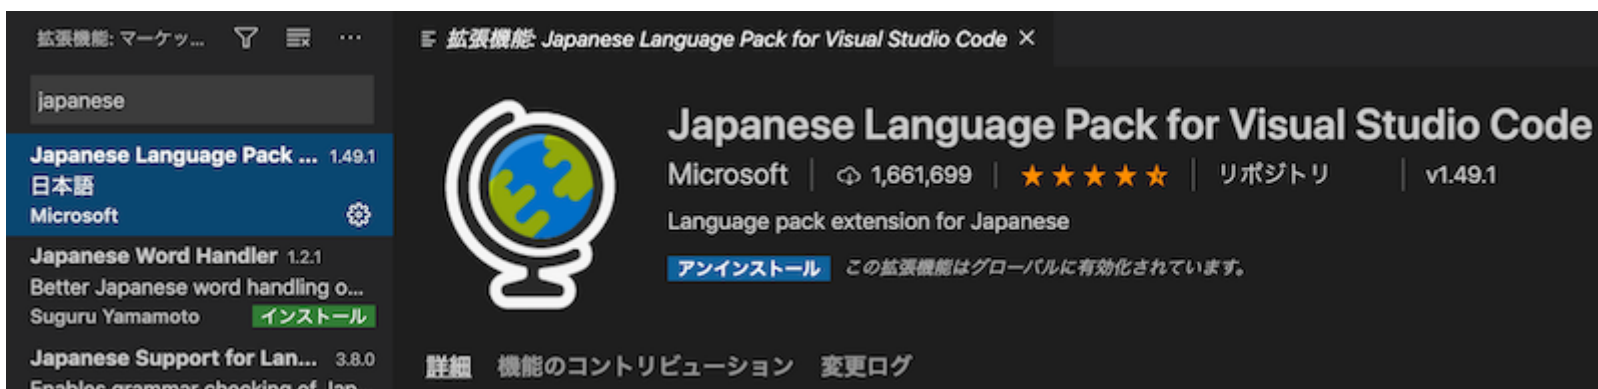 拡張機能: マーケッ... ···
japanese
Japanese Language Pack ... 1.49.1
日本語
Microsoft
Japanese Word Handler 1.2.1
Better Japanese word handling o...
Suguru Yamamoto インストール
Japanese Support for Lan... 3.8.0
Enables grammar checking of Jap...
拡張機能: Japanese Language Pack for Visual Studio Code ×
Japanese Language Pack for Visual Studio Code
Microsoft 1,661,699 リポジトリ v1.49.1
Language pack extension for Japanese
アンインストール この拡張機能はグローバルに有効化されています。
詳細 機能のコントリビューション 変更ログ